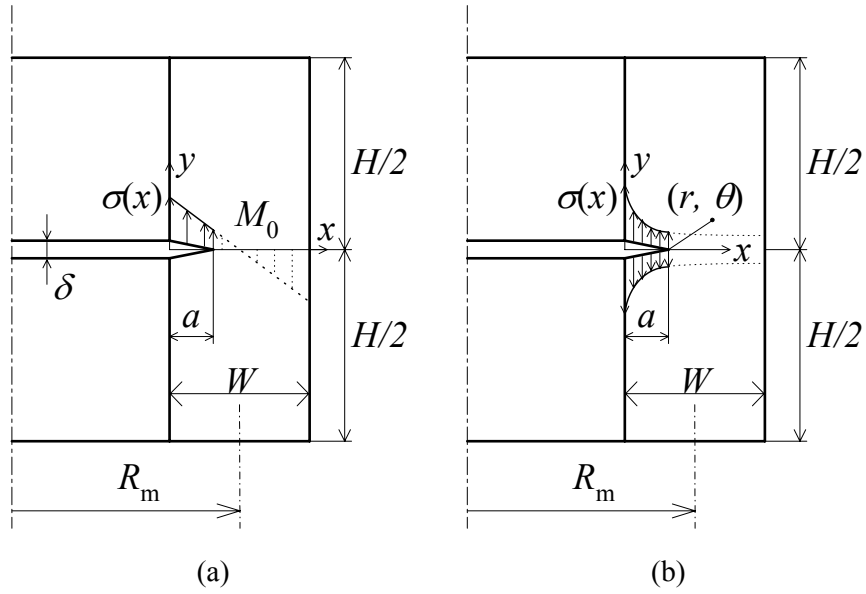 y
σ(x)
M₀
x
δ
a
W
H/2
H/2
Rₘ
(a)
y
σ(x)
(r, θ)
x
a
W
H/2
H/2
Rₘ
(b)